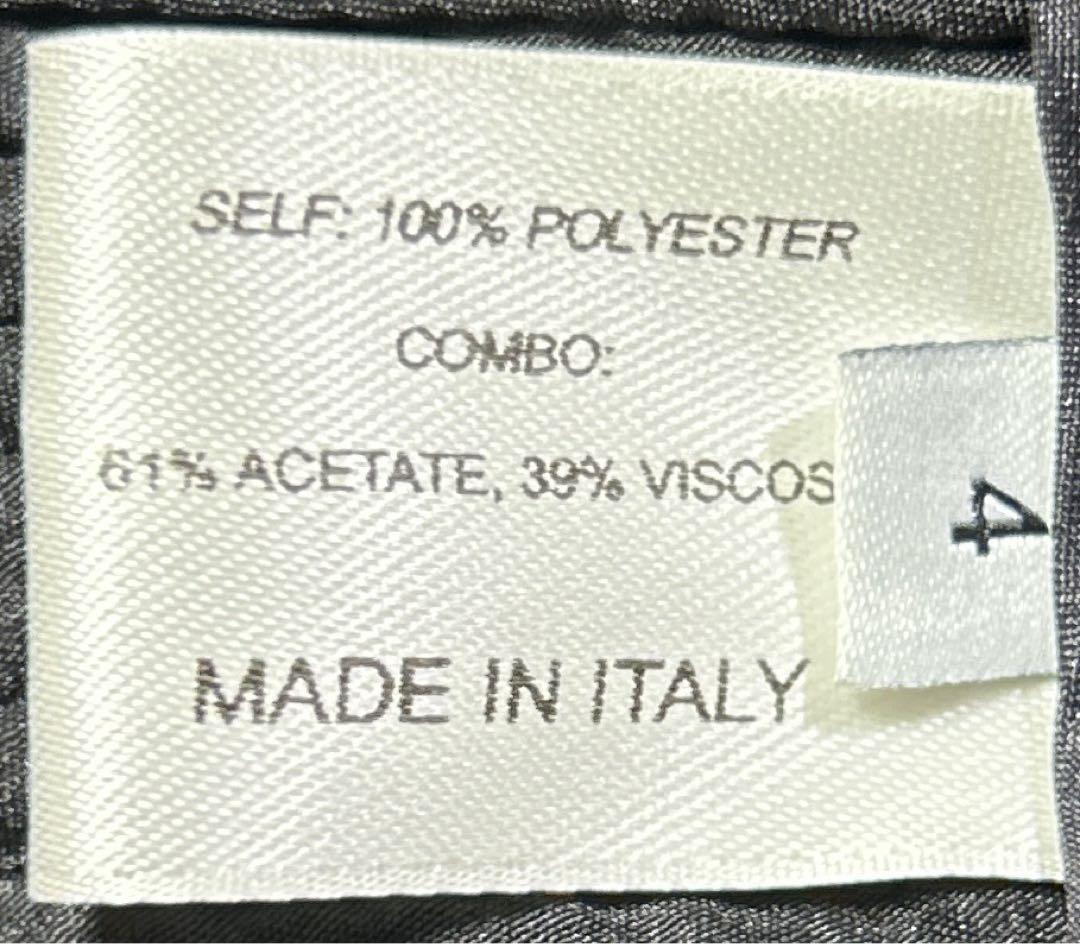 SELF: 100% POLYESTER
COMBO:
61% ACETATE, 39% VISCOS
4
MADE IN ITALY